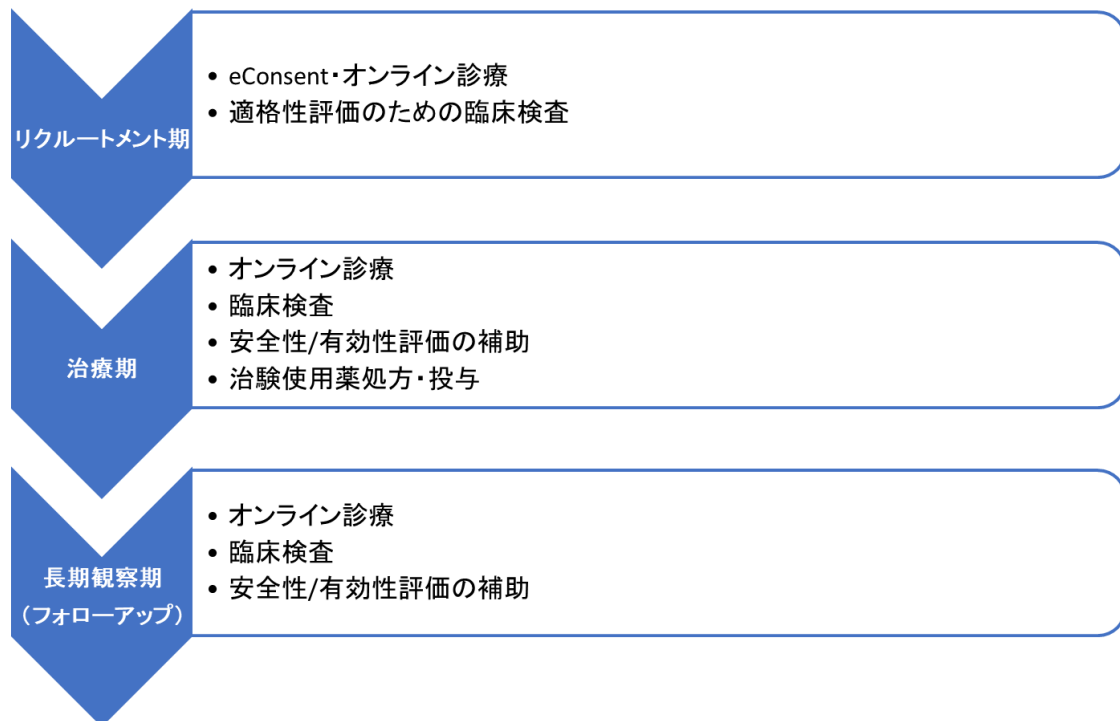 リクルートメント期
• eConsent・オンライン診療
• 適格性評価のための臨床検査
治療期
• オンライン診療
• 臨床検査
• 安全性/有効性評価の補助
• 治験使用薬処方・投与
長期観察期
(フォローアップ)
• オンライン診療
• 臨床検査
• 安全性/有効性評価の補助